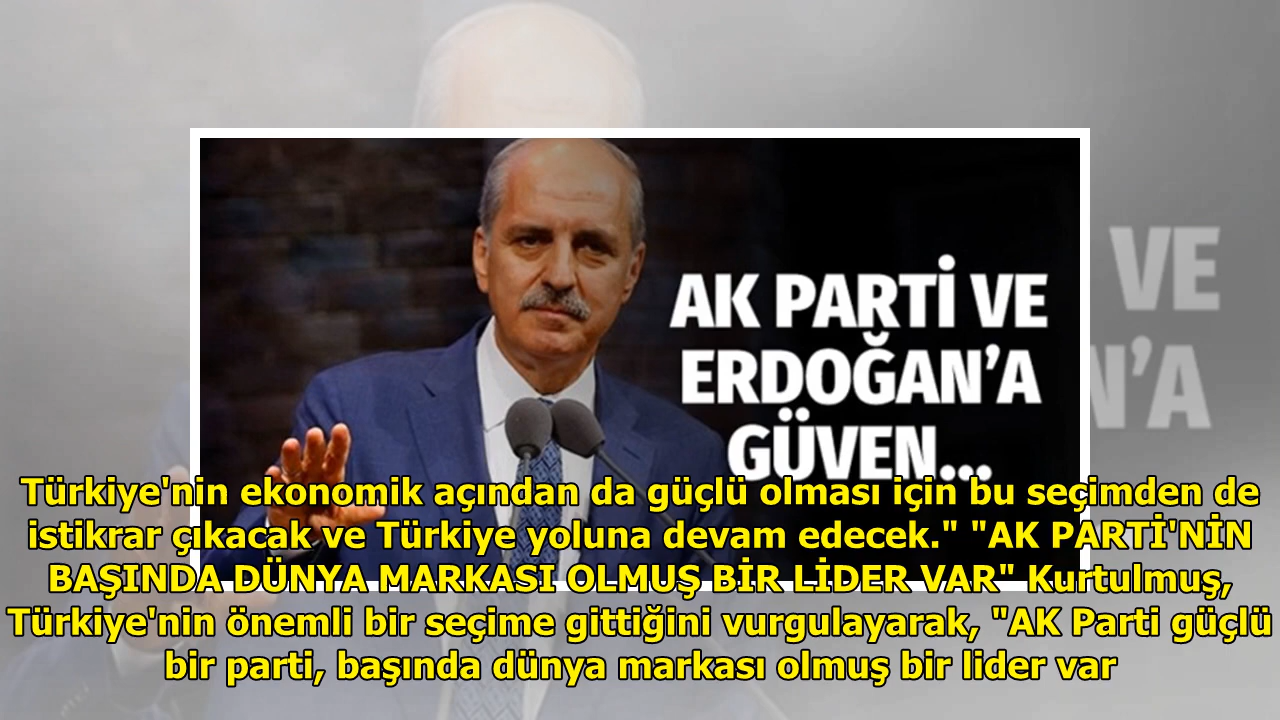 AK PARTİ VE
ERDOĞAN'A
GÜVEN...
VE
N'A
Türkiye'nin ekonomik açından da güçlü olması için bu seçimden de
istikrar çıkacak ve Türkiye yoluna devam edecek." "AK PARTİ'NİN
BAŞINDA DÜNYA MARKASI OLMUŞ BİR LİDER VAR" Kurtulmuş,
Türkiye'nin önemli bir seçime gittiğini vurgulayarak, "AK Parti güçlü
bir parti, başında dünya markası olmuş bir lider var